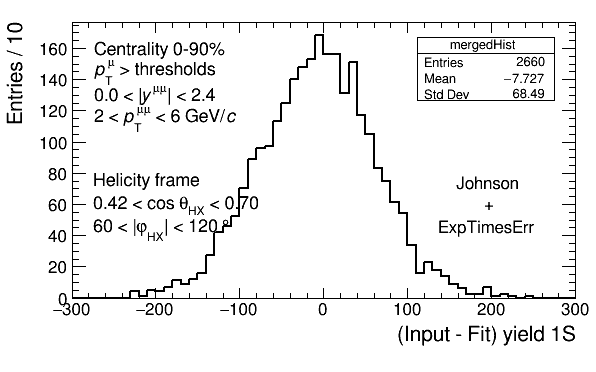 Entries / 10
160
140
120
100
80
60
40
20
0
Centrality 0-90%
p_T^μ > thresholds
0.0 < |y^μμ| < 2.4
2 < p_T^μμ < 6 GeV/c
Helicity frame
0.42 < cos θ_HX < 0.70
60 < |φ_HX| < 120 °
mergedHist
Entries 2660
Mean −7.727
Std Dev 68.49
Johnson
+
ExpTimesErr
−300 −200 −100 0 100 200 300
(Input - Fit) yield 1S